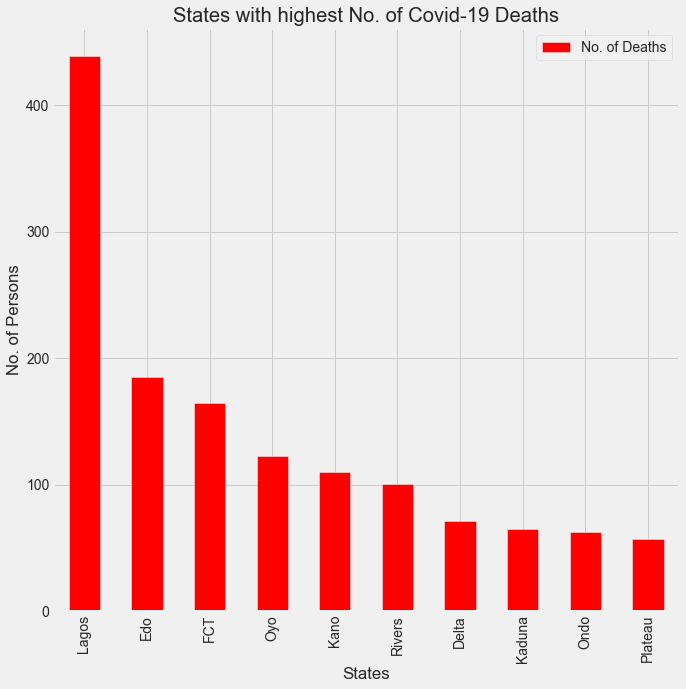 States with highest No. of Covid-19 Deaths
No. of Deaths
No. of Persons
400
300
200
100
0
Lagos
Edo
FCT
Oyo
Kano
Rivers
Delta
Kaduna
Ondo
Plateau
States